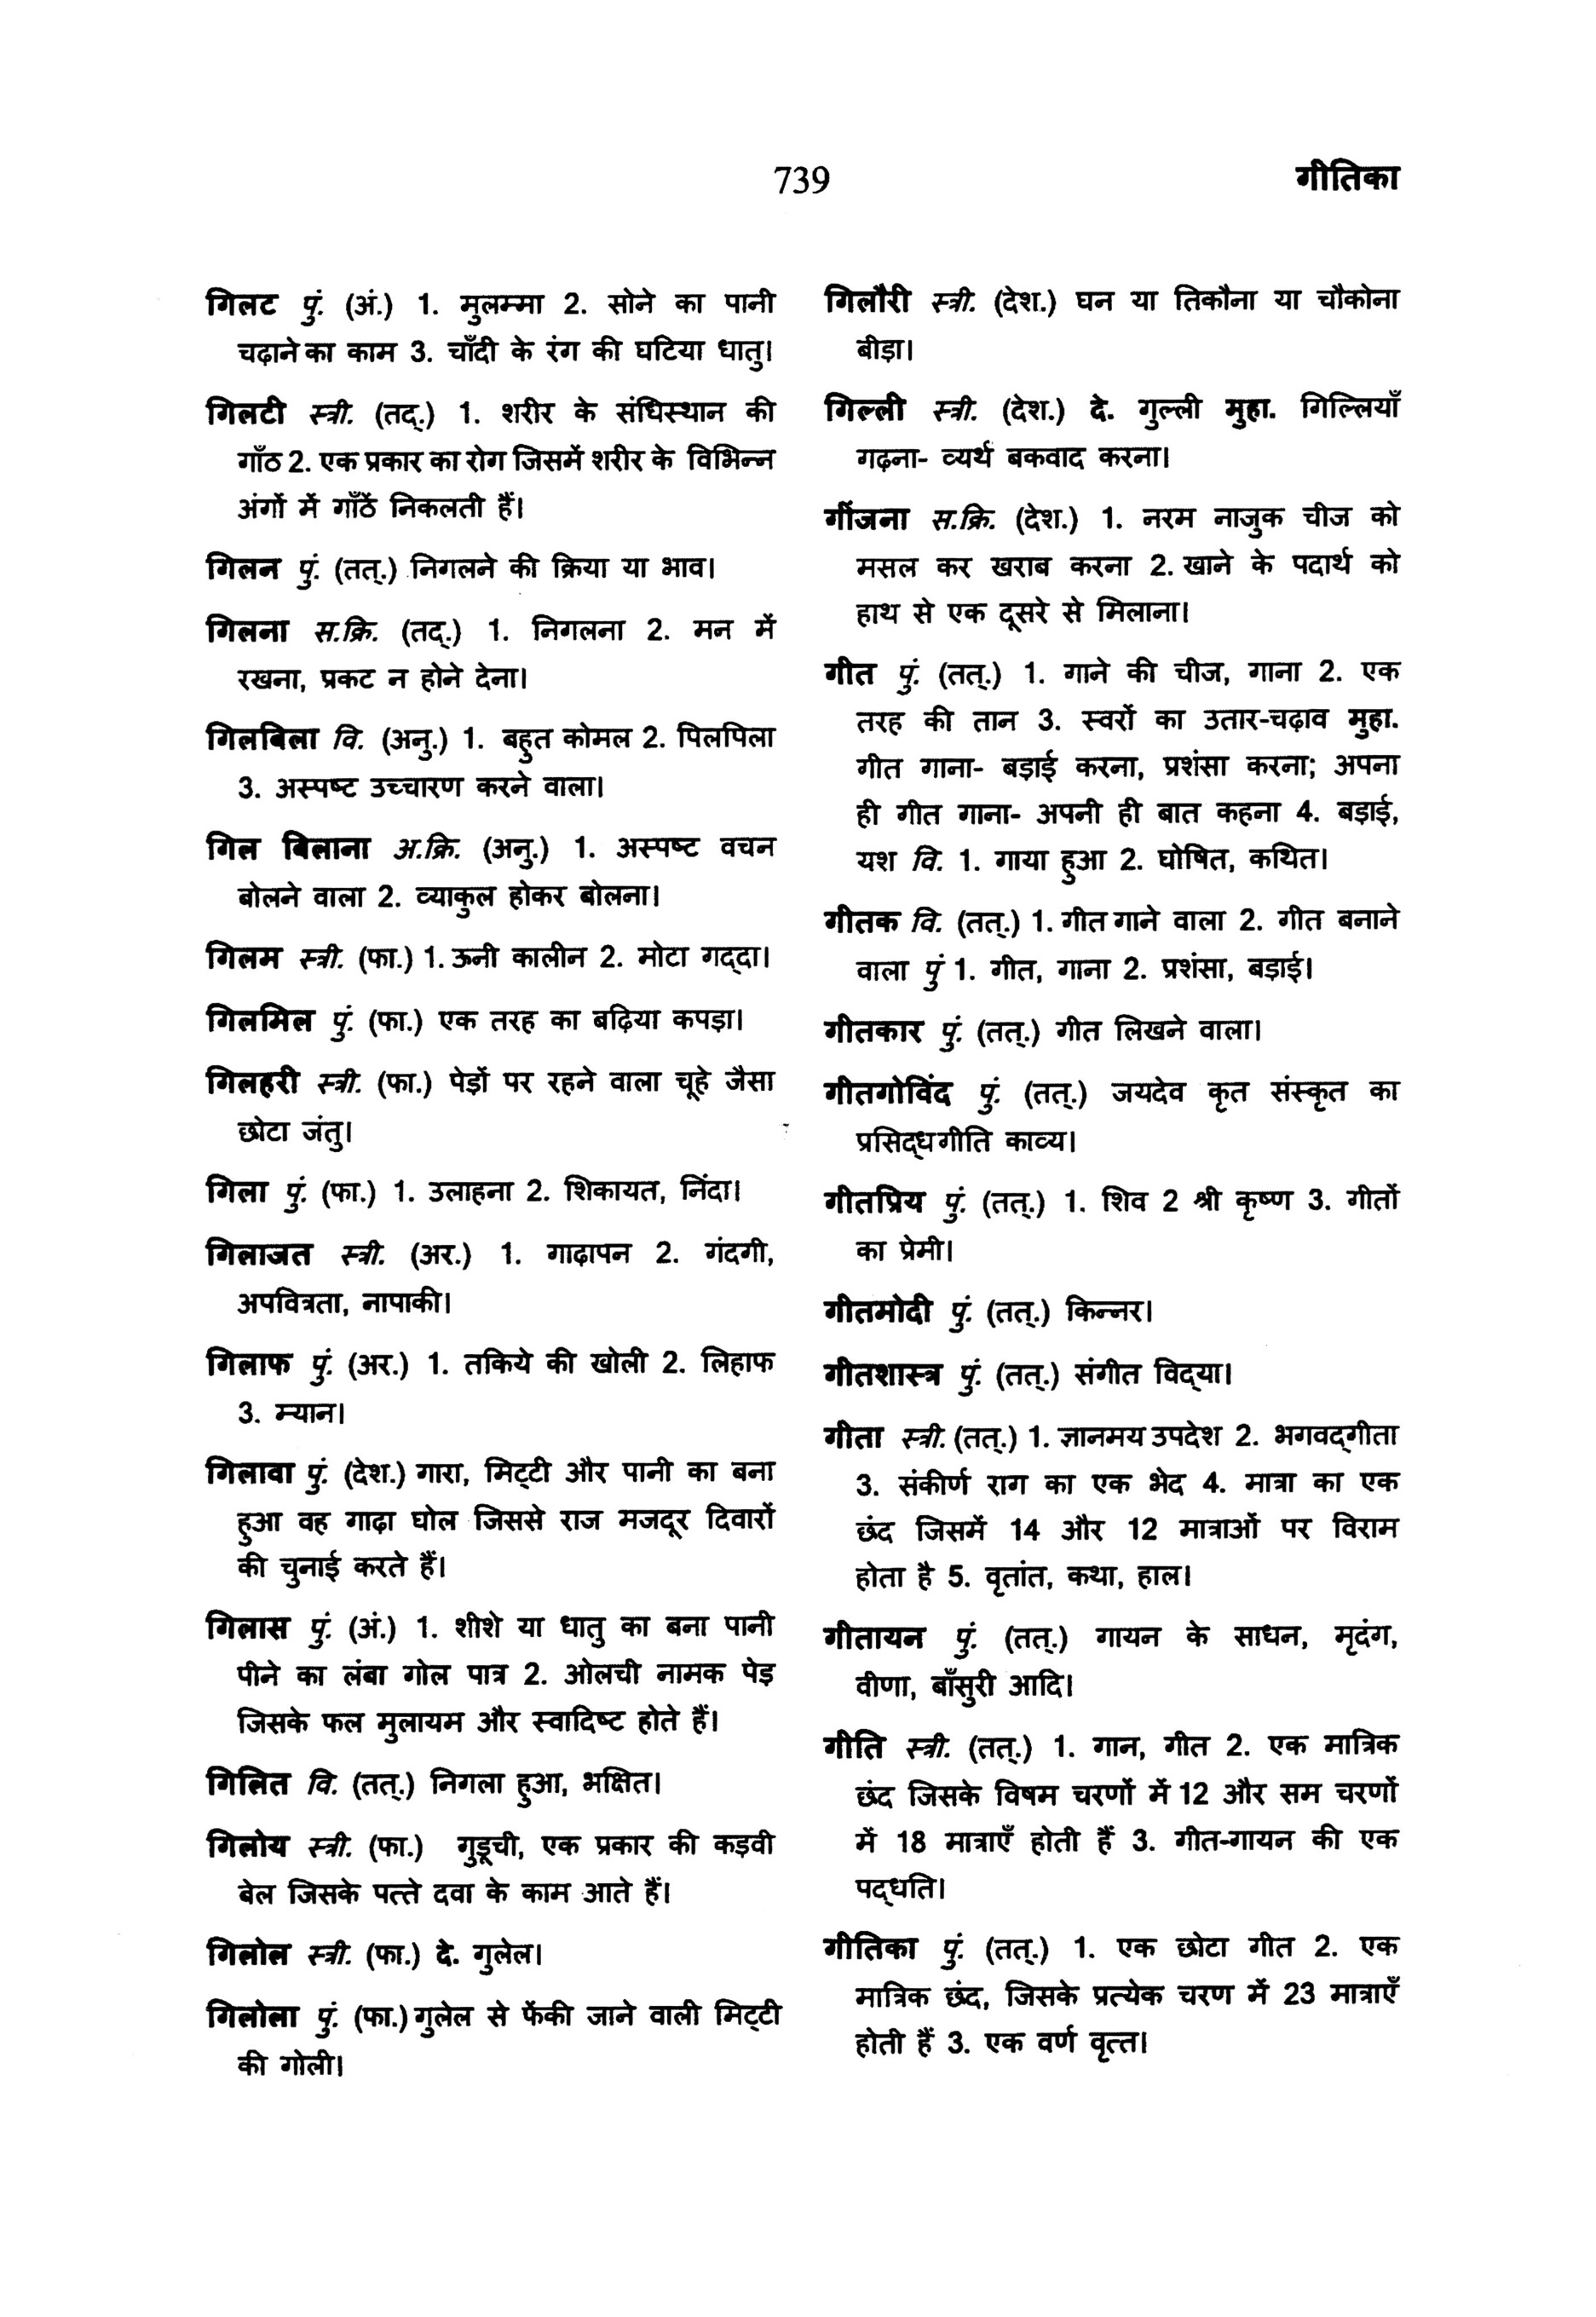 739
गीतिका
गिलट पुं. (अं.) 1. मुलम्मा 2. सोने का पानी
चढ़ाने का काम 3. चाँदी के रंग की घटिया धातु।
गिलटी स्त्री. (तद्.) 1. शरीर के संधिस्थान की
गाँठ 2. एक प्रकार का रोग जिसमें शरीर के विभिन्न
अंगों में गाँठें निकलती हैं।
गिलन पुं. (तत्.) निगलने की क्रिया या भाव।
गिलना स.क्रि. (तद्.) 1. निगलना 2. मन में
रखना, प्रकट न होने देना।
गिलबिला वि. (अनु.) 1. बहुत कोमल 2. पिलपिला
3. अस्पष्ट उच्चारण करने वाला।
गिल बिलाना अ.क्रि. (अनु.) 1. अस्पष्ट वचन
बोलने वाला 2. व्याकुल होकर बोलना।
गिलम स्त्री. (फा.) 1. ऊनी कालीन 2. मोटा गद्दा।
गिलमिल पुं. (फा.) एक तरह का बढ़िया कपड़ा।
गिलहरी स्त्री. (फा.) पेड़ों पर रहने वाला चूहे जैसा
छोटा जंतु।
गिला पुं. (फा.) 1. उलाहना 2. शिकायत, निंदा।
गिलाजत स्त्री. (अर.) 1. गाढ़ापन 2. गंदगी,
अपवित्रता, नापाकी।
गिलाफ पुं. (अर.) 1. तकिये की खोली 2. लिहाफ
3. म्यान।
गिलावा पुं. (देश.) गारा, मिट्टी और पानी का बना
हुआ वह गाढ़ा घोल जिससे राज मजदूर दिवारों
की चुनाई करते हैं।
गिलास पुं. (अं.) 1. शीशे या धातु का बना पानी
पीने का लंबा गोल पात्र 2. ओलची नामक पेड़
जिसके फल मुलायम और स्वादिष्ट होते हैं।
गिलित वि. (तत्.) निगला हुआ, भक्षित।
गिलोय स्त्री. (फा.) गुडूची, एक प्रकार की कड़वी
बेल जिसके पत्ते दवा के काम आते हैं।
गिलोल स्त्री. (फा.) दे. गुलेल।
गिलोला पुं. (फा.) गुलेल से फेंकी जाने वाली मिट्टी
की गोली।
गिलौरी स्त्री. (देश.) घन या तिकौना या चौकोना
बीड़ा।
गिल्ली स्त्री. (देश.) दे. गुल्ली मुहा. गिल्लियाँ
गढ़ना- व्यर्थ बकवाद करना।
गींजना स.क्रि. (देश.) 1. नरम नाजुक चीज को
मसल कर खराब करना 2. खाने के पदार्थ को
हाथ से एक दूसरे से मिलाना।
गीत पुं. (तत्.) 1. गाने की चीज, गाना 2. एक
तरह की तान 3. स्वरों का उतार-चढ़ाव मुहा.
गीत गाना- बड़ाई करना, प्रशंसा करना; अपना
ही गीत गाना- अपनी ही बात कहना 4. बड़ाई,
यश वि. 1. गाया हुआ 2. घोषित, कथित।
गीतक वि. (तत्.) 1. गीत गाने वाला 2. गीत बनाने
वाला पुं 1. गीत, गाना 2. प्रशंसा, बड़ाई।
गीतकार पुं. (तत्.) गीत लिखने वाला।
गीतगोविंद पुं. (तत्.) जयदेव कृत संस्कृत का
प्रसिद्धगीति काव्य।
गीतप्रिय पुं. (तत्.) 1. शिव 2 श्री कृष्ण 3. गीतों
का प्रेमी।
गीतमोदी पुं. (तत्.) किन्नर।
गीतशास्त्र पुं. (तत्.) संगीत विद्या।
गीता स्त्री. (तत्.) 1. ज्ञानमय उपदेश 2. भगवद्गीता
3. संकीर्ण राग का एक भेद 4. मात्रा का एक
छंद जिसमें 14 और 12 मात्राओं पर विराम
होता है 5. वृतांत, कथा, हाल।
गीतायन पुं. (तत्.) गायन के साधन, मृदंग,
वीणा, बाँसुरी आदि।
गीति स्त्री. (तत्.) 1. गान, गीत 2. एक मात्रिक
छंद जिसके विषम चरणों में 12 और सम चरणों
में 18 मात्राएँ होती हैं 3. गीत-गायन की एक
पद्धति।
गीतिका पुं. (तत्.) 1. एक छोटा गीत 2. एक
मात्रिक छंद, जिसके प्रत्येक चरण में 23 मात्राएँ
होती हैं 3. एक वर्ण वृत्त।